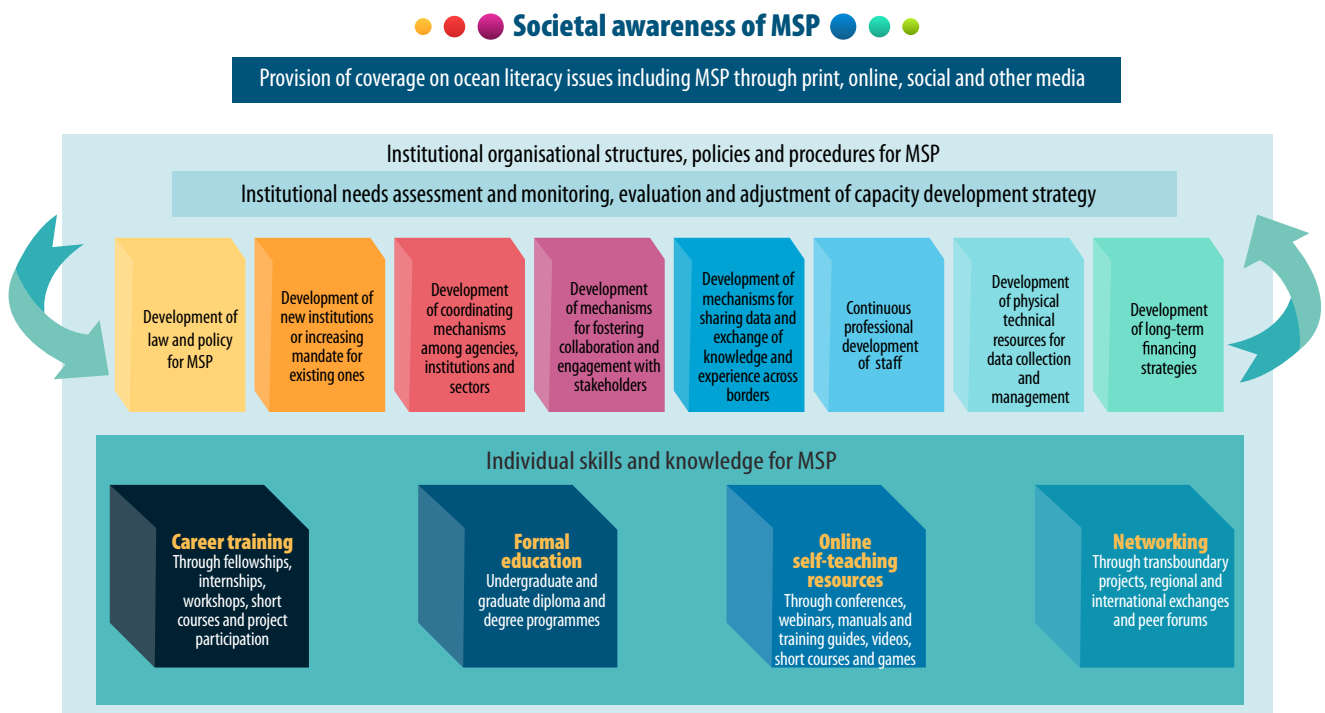 Societal awareness of MSP
Provision of coverage on ocean literacy issues including MSP through print, online, social and other media
Institutional organisational structures, policies and procedures for MSP
Institutional needs assessment and monitoring, evaluation and adjustment of capacity development strategy
Development of
law and policy
for MSP
Development of
new institutions
or increasing
mandate for
existing ones
Development
of coordinating
mechanisms
among agencies,
institutions and
sectors
Development
of mechanisms
for fostering
collaboration and
engagement with
stakeholders
Development of
mechanisms for
sharing data and
exchange of
knowledge and
experience across
borders
Continuous
professional
development
of staff
Development
of physical
technical
resources for
data collection
and
management
Development
of long-term
financing
strategies
Individual skills and knowledge for MSP
Career training
Through fellowships,
internships,
workshops, short
courses and project
participation
Formal
education
Undergraduate and
graduate diploma and
degree programmes
Online
self-teaching
resources
Through conferences,
webinars, manuals and
training guides, videos,
short courses and games
Networking
Through transboundary
projects, regional and
international exchanges
and peer forums